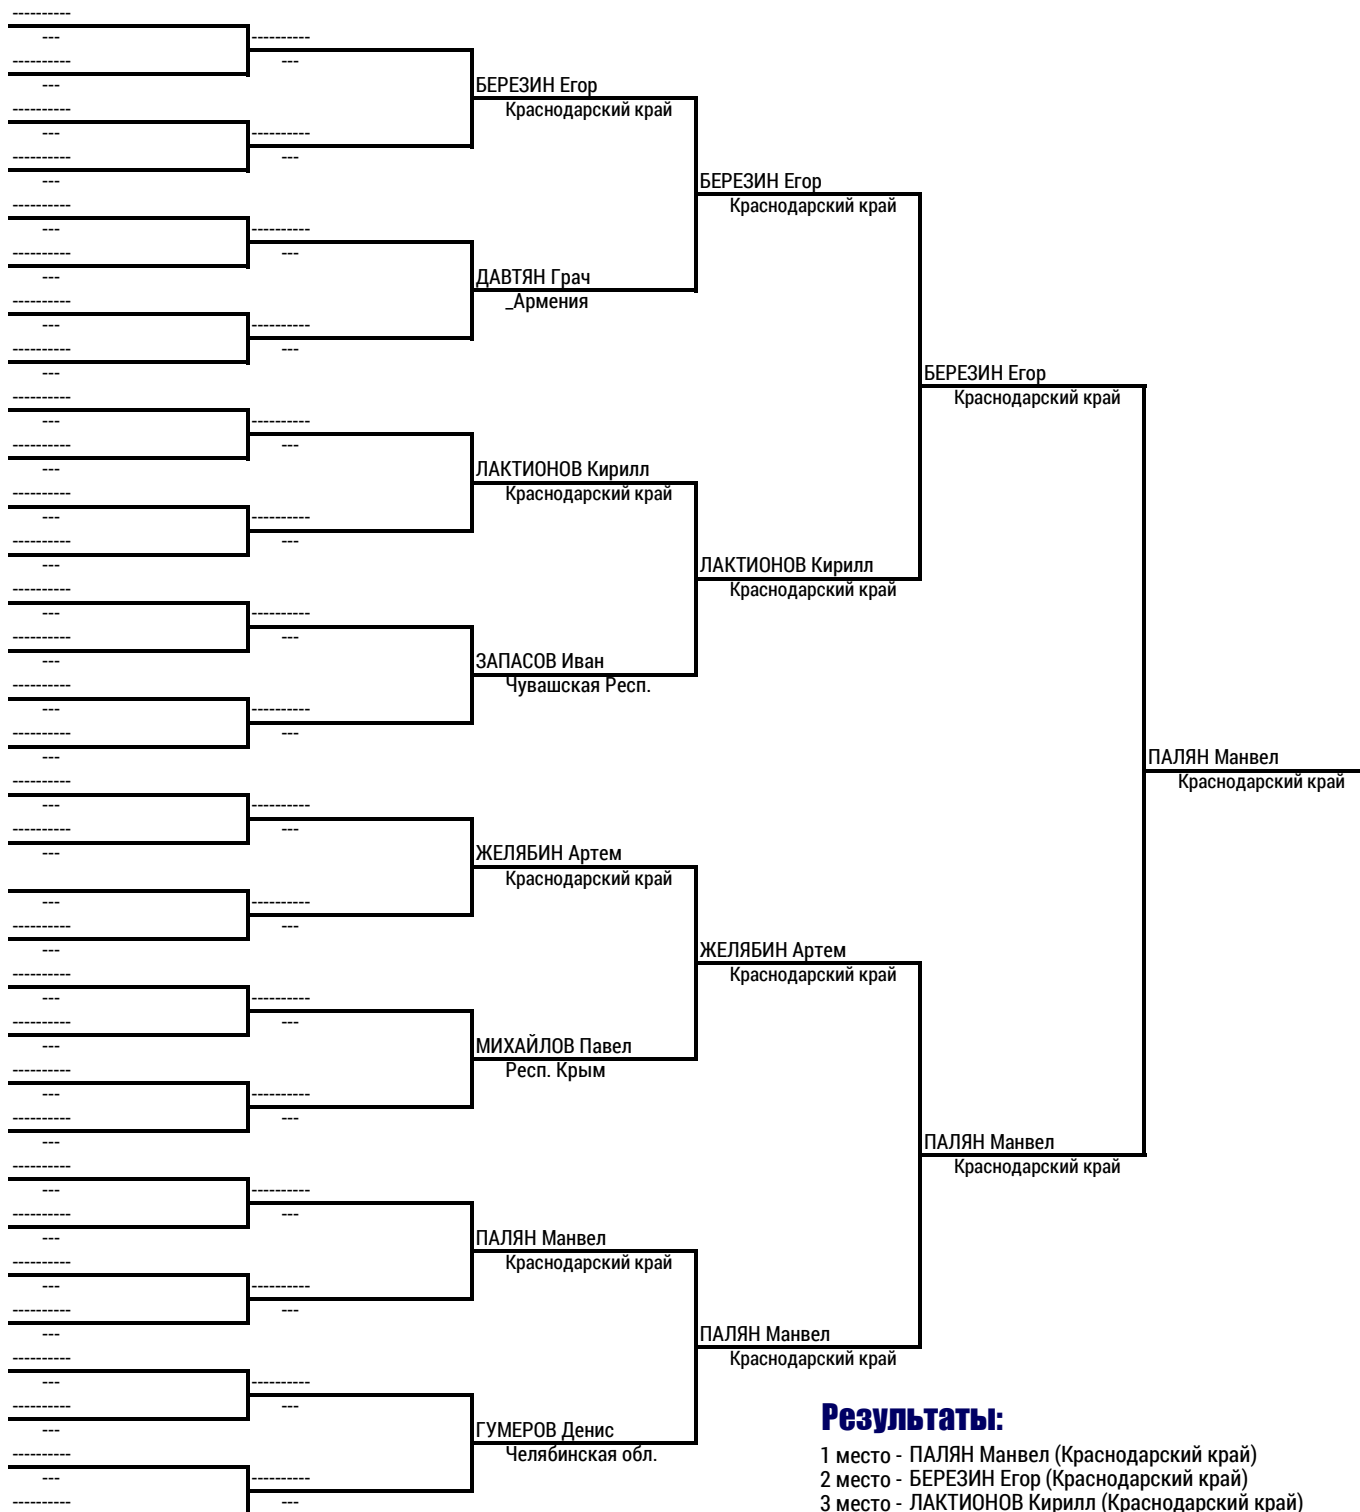 БЕРЕЗИН Егор
Краснодарский край
БЕРЕЗИН Егор
Краснодарский край
ДАВТЯН Грач
_Армения
БЕРЕЗИН Егор
Краснодарский край
ЛАКТИОНОВ Кирилл
Краснодарский край
ЛАКТИОНОВ Кирилл
Краснодарский край
ЗАПАСОВ Иван
Чувашская Респ.
ПАЛЯН Манвел
Краснодарский край
ЖЕЛЯБИН Артем
Краснодарский край
ЖЕЛЯБИН Артем
Краснодарский край
МИХАЙЛОВ Павел
Респ. Крым
ПАЛЯН Манвел
Краснодарский край
ПАЛЯН Манвел
Краснодарский край
ПАЛЯН Манвел
Краснодарский край
ГУМЕРОВ Денис
Челябинская обл.
Результаты:
1 место - ПАЛЯН Манвел (Краснодарский край)
2 место - БЕРЕЗИН Егор (Краснодарский край)
3 место - ЛАКТИОНОВ Кирилл (Краснодарский край)